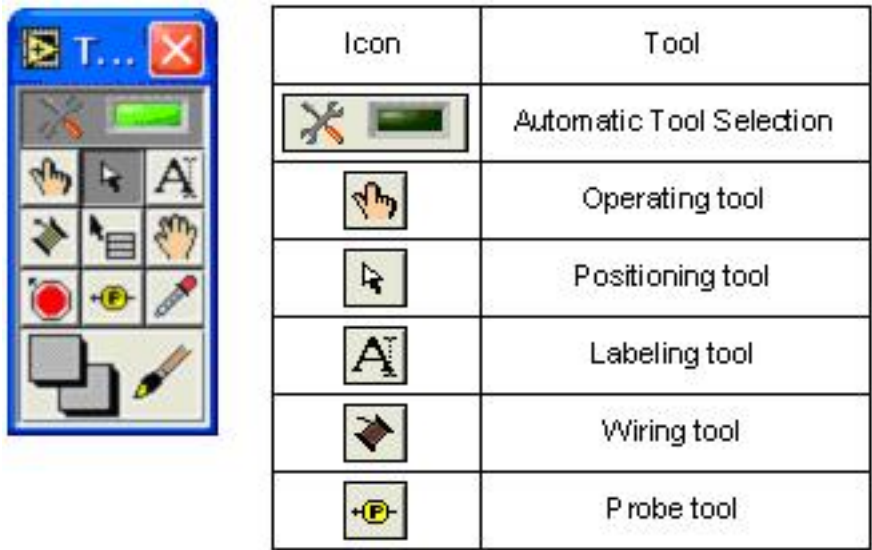 T...
Icon Tool
Automatic Tool Selection
Operating tool
Positioning tool
A
A Labeling tool
Wiring tool
P
P Probe tool